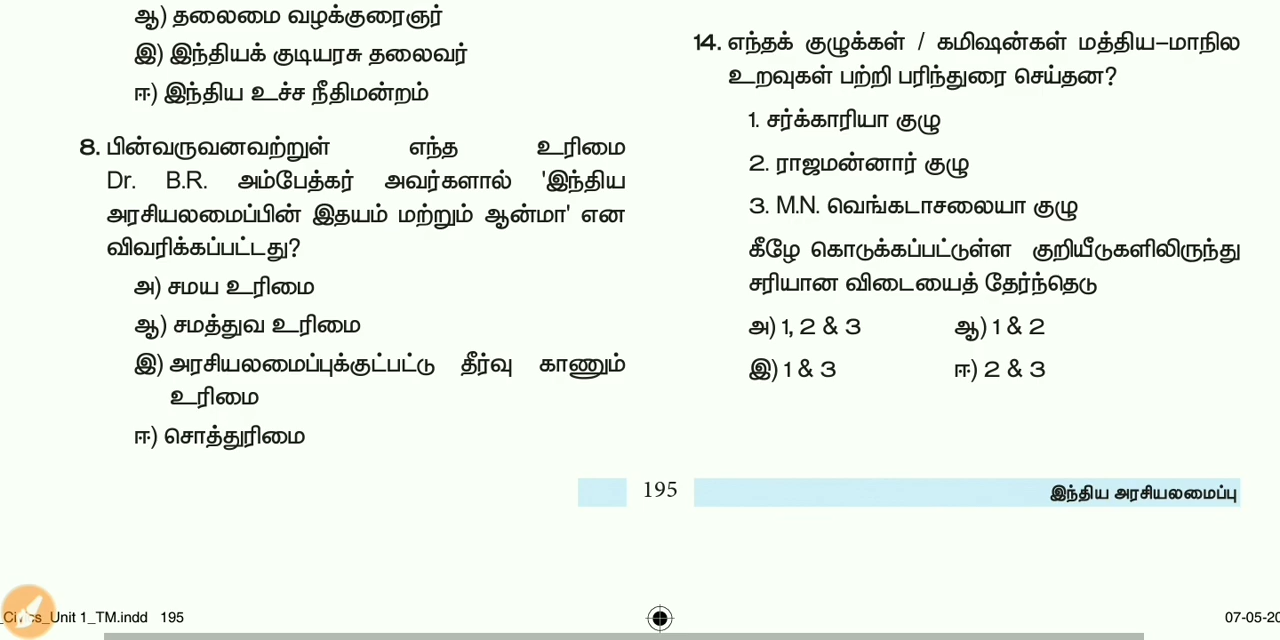 ஆ) தலைமை வழக்குரைஞர்
இ) இந்தியக் குடியரசு தலைவர்
ஈ) இந்திய உச்ச நீதிமன்றம்
8. பின்வருவனவற்றுள் எந்த உரிமை
Dr. B.R. அம்பேத்கர் அவர்களால் 'இந்திய
அரசியலமைப்பின் இதயம் மற்றும் ஆன்மா' என
விவரிக்கப்பட்டது?
அ) சமய உரிமை
ஆ) சமத்துவ உரிமை
இ) அரசியலமைப்புக்குட்பட்டு தீர்வு காணும்
உரிமை
ஈ) சொத்துரிமை
14. எந்தக் குழுக்கள் / கமிஷன்கள் மத்திய–மாநில
உறவுகள் பற்றி பரிந்துரை செய்தன?
1. சர்க்காரியா குழு
2. ராஜமன்னார் குழு
3. M.N. வெங்கடாசலையா குழு
கீழே கொடுக்கப்பட்டுள்ள குறியீடுகளிலிருந்து
சரியான விடையைத் தேர்ந்தெடு
அ) 1, 2 & 3 ஆ) 1 & 2
இ) 1 & 3 ஈ) 2 & 3
195 இந்திய அரசியலமைப்பு
_Unit 1_TM.indd 195 07-05-20